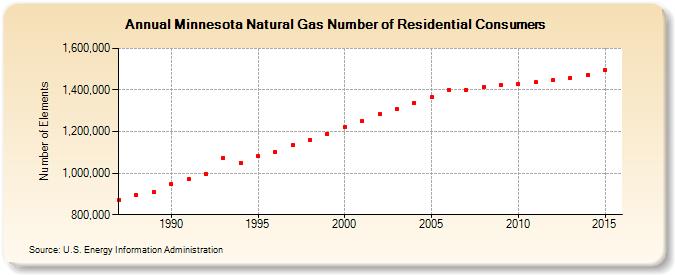 Annual Minnesota Natural Gas Number of Residential Consumers
Number of Elements
1,600,000
1,400,000
1,200,000
1,000,000
800,000
1990 1995 2000 2005 2010 2015
Source: U.S. Energy Information Administration